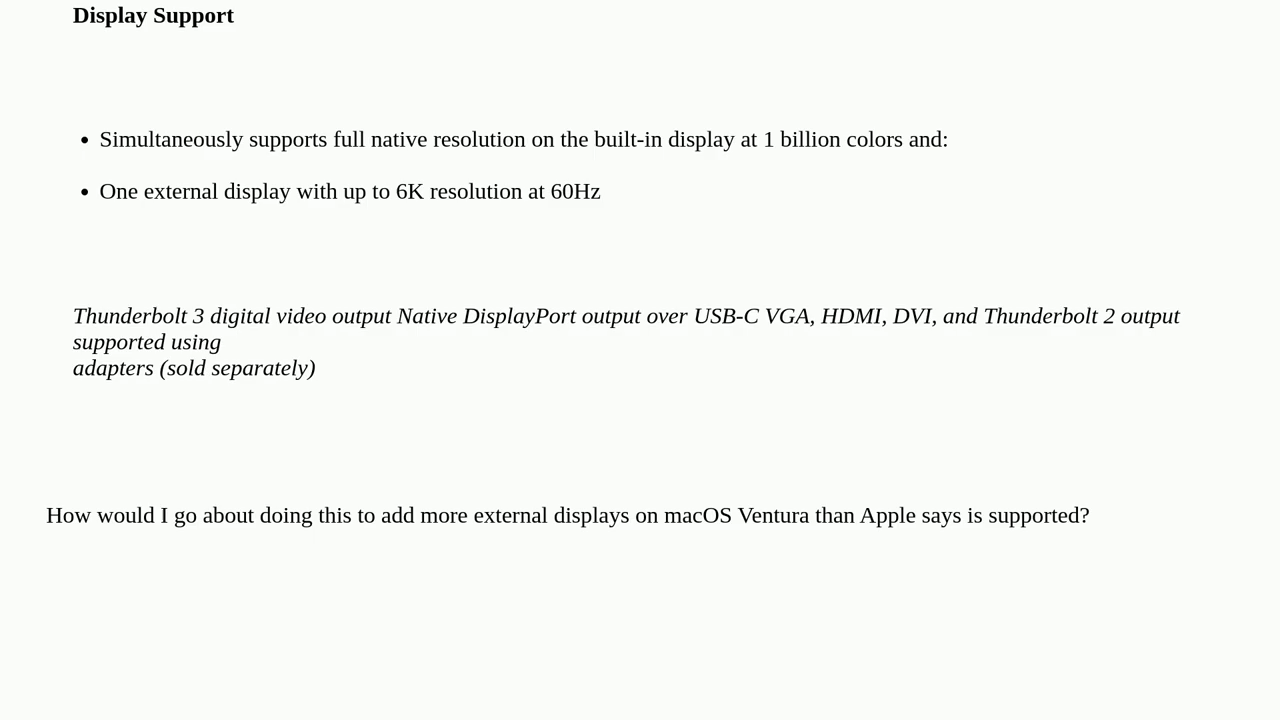 Display Support
• Simultaneously supports full native resolution on the built-in display at 1 billion colors and:
• One external display with up to 6K resolution at 60Hz
Thunderbolt 3 digital video output Native DisplayPort output over USB-C VGA, HDMI, DVI, and Thunderbolt 2 output
supported using
adapters (sold separately)
How would I go about doing this to add more external displays on macOS Ventura than Apple says is supported?